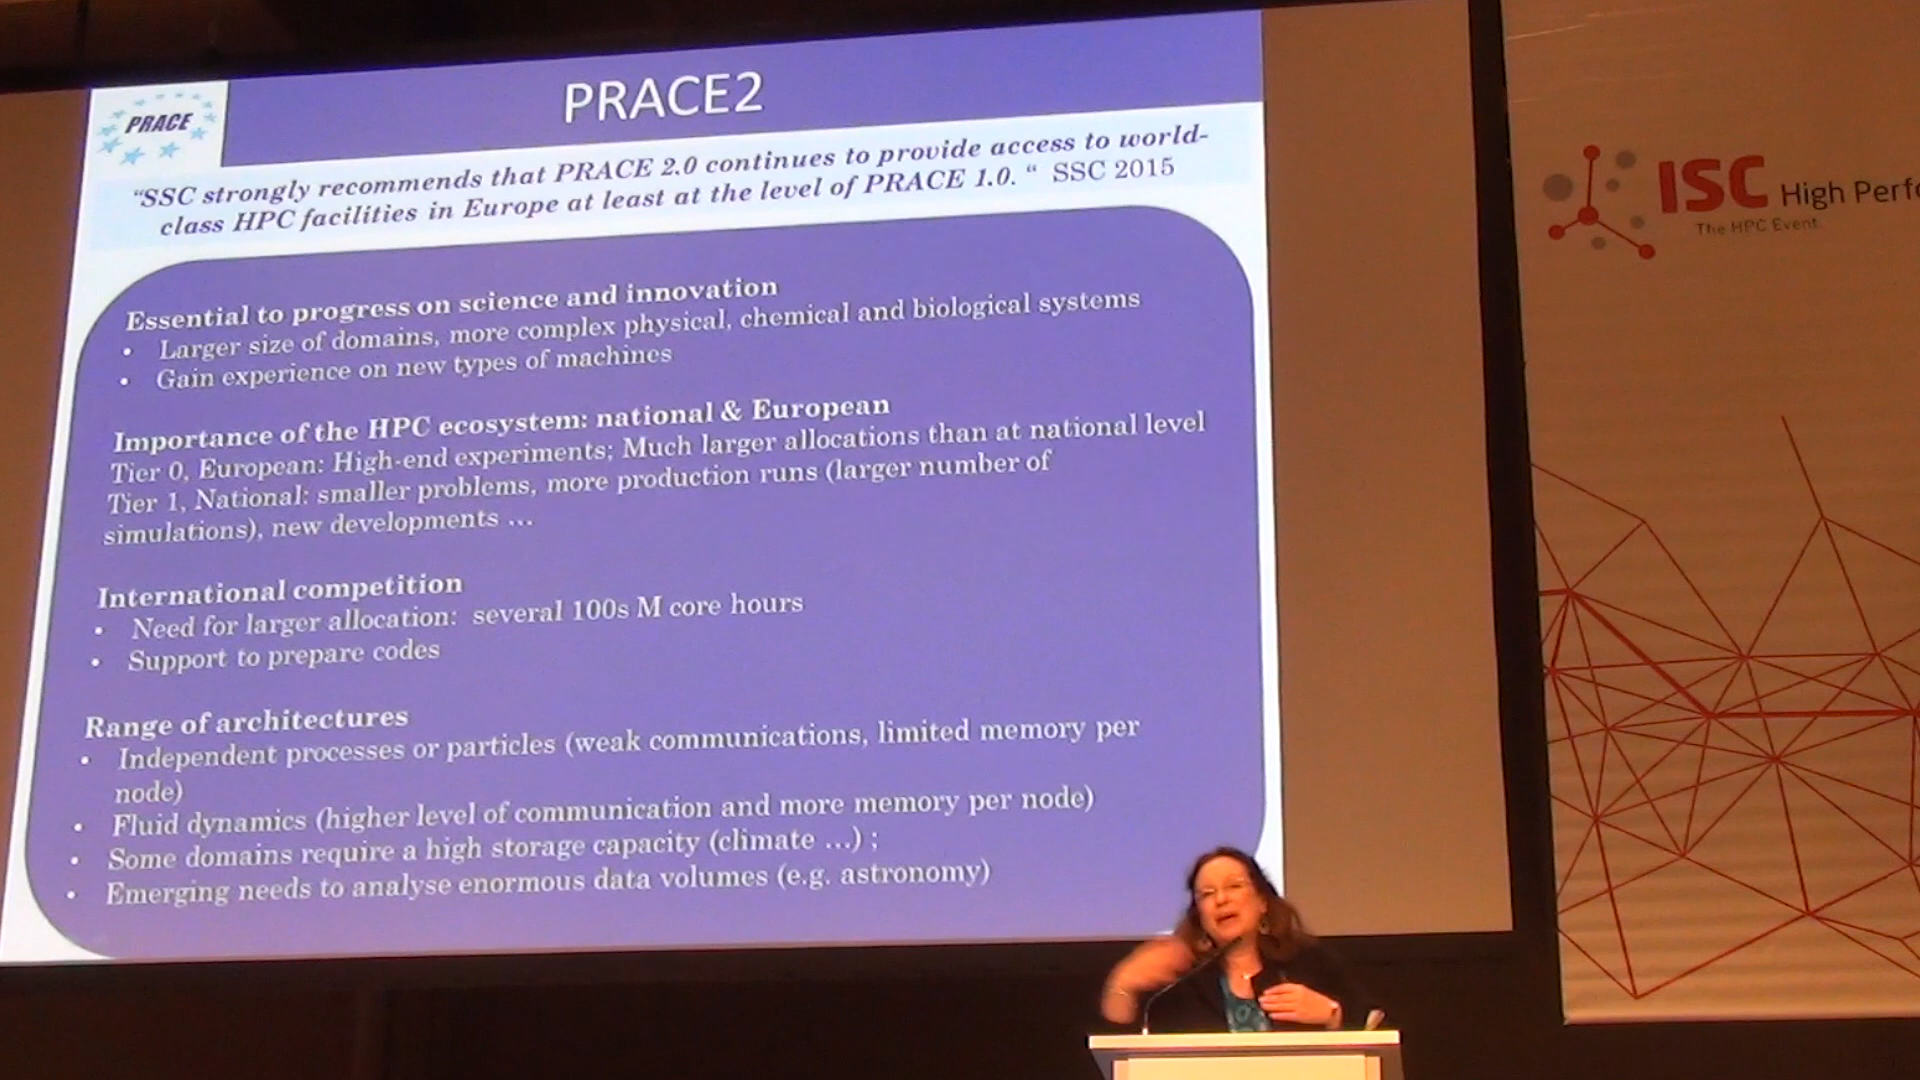 PRACE
PRACE2
“SSC strongly recommends that PRACE 2.0 continues to provide access to world-
class HPC facilities in Europe at least at the level of PRACE 1.0. “ SSC 2015
Essential to progress on science and innovation
• Larger size of domains, more complex physical, chemical and biological systems
• Gain experience on new types of machines
Importance of the HPC ecosystem: national & European
Tier 0, European: High-end experiments; Much larger allocations than at national level
Tier 1, National: smaller problems, more production runs (larger number of
simulations), new developments ...
International competition
• Need for larger allocation: several 100s M core hours
• Support to prepare codes
Range of architectures
• Independent processes or particles (weak communications, limited memory per
node)
• Fluid dynamics (higher level of communication and more memory per node)
• Some domains require a high storage capacity (climate ...) ;
• Emerging needs to analyse enormous data volumes (e.g. astronomy)
ISC High Perfo
The HPC Event.